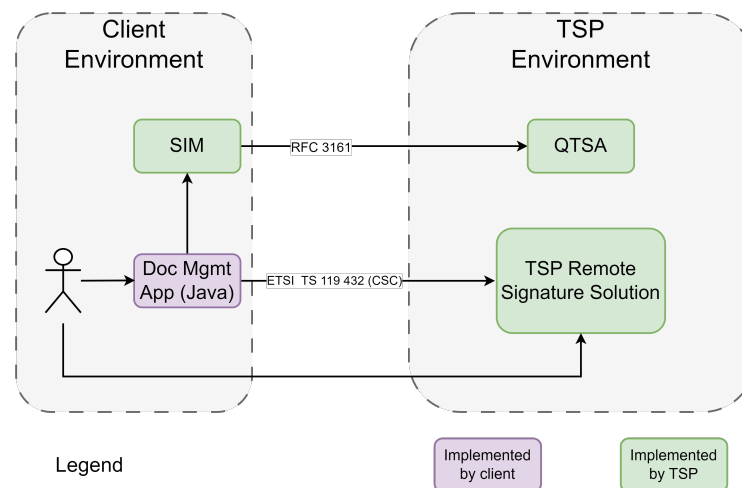 Client
Environment
TSP
Environment
SIM
RFC 3161
QTSA
Doc Mgmt
App (Java)
ETSI TS 119 432 (CSC)
TSP Remote
Signature Solution
Legend
Implemented
by client
Implemented
by TSP